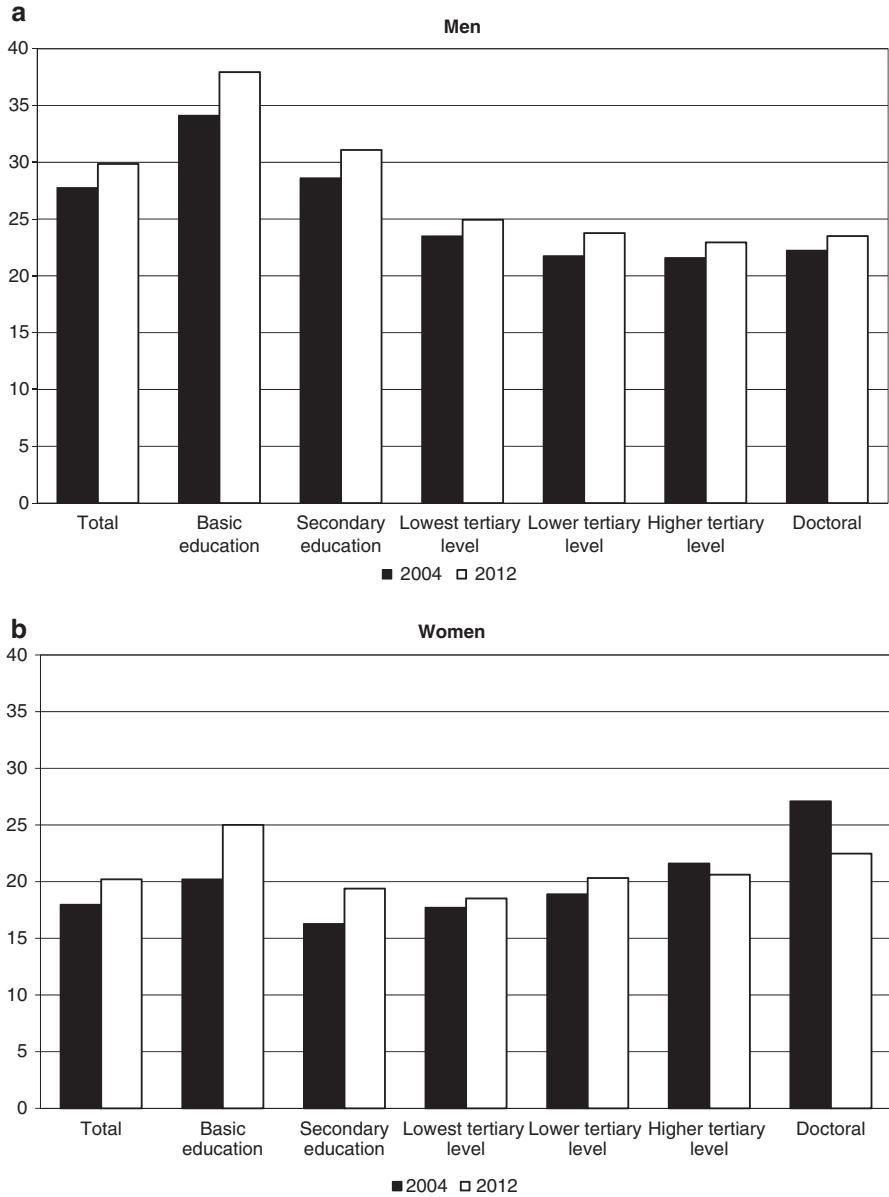 a
Men
40
35
30
25
20
15
10
5
0
Total
Basic education
Secondary education
Lowest tertiary level
Lower tertiary level
Higher tertiary level
Doctoral
2004 2012
b
Women
40
35
30
25
20
15
10
5
0
Total
Basic education
Secondary education
Lowest tertiary level
Lower tertiary level
Higher tertiary level
Doctoral
2004 2012